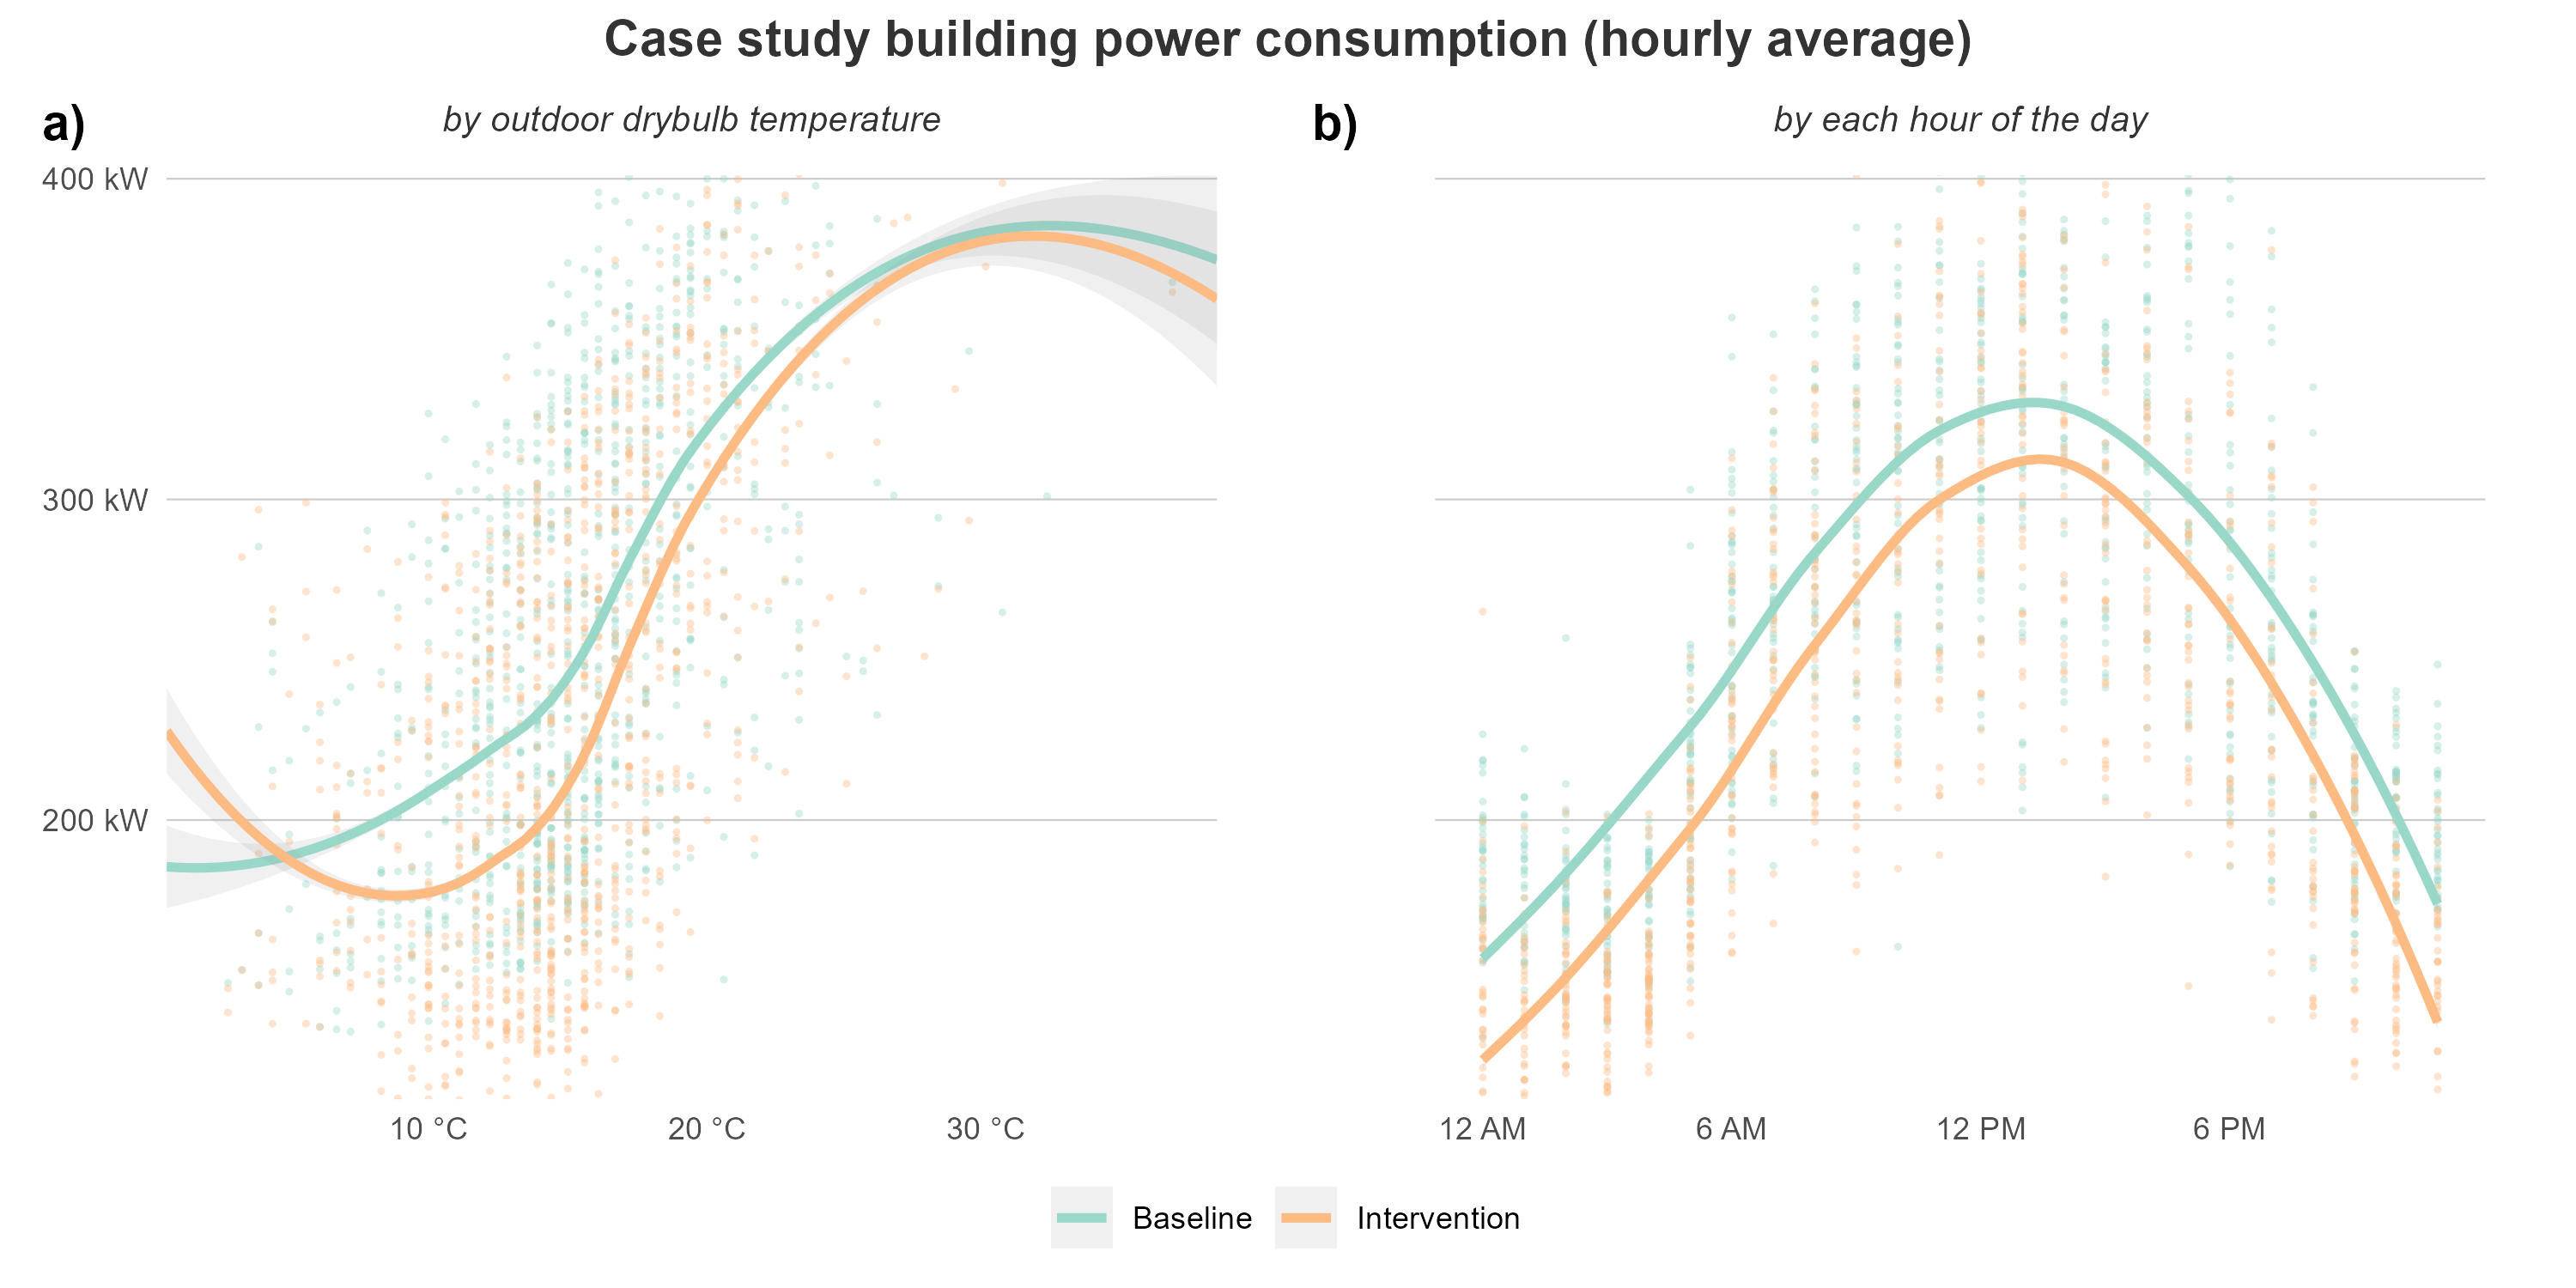 Case study building power consumption (hourly average)
a)
by outdoor drybulb temperature
400 kW
300 kW
200 kW
10 °C
20 °C
30 °C
b)
by each hour of the day
12 AM
6 AM
12 PM
6 PM
Baseline
Intervention